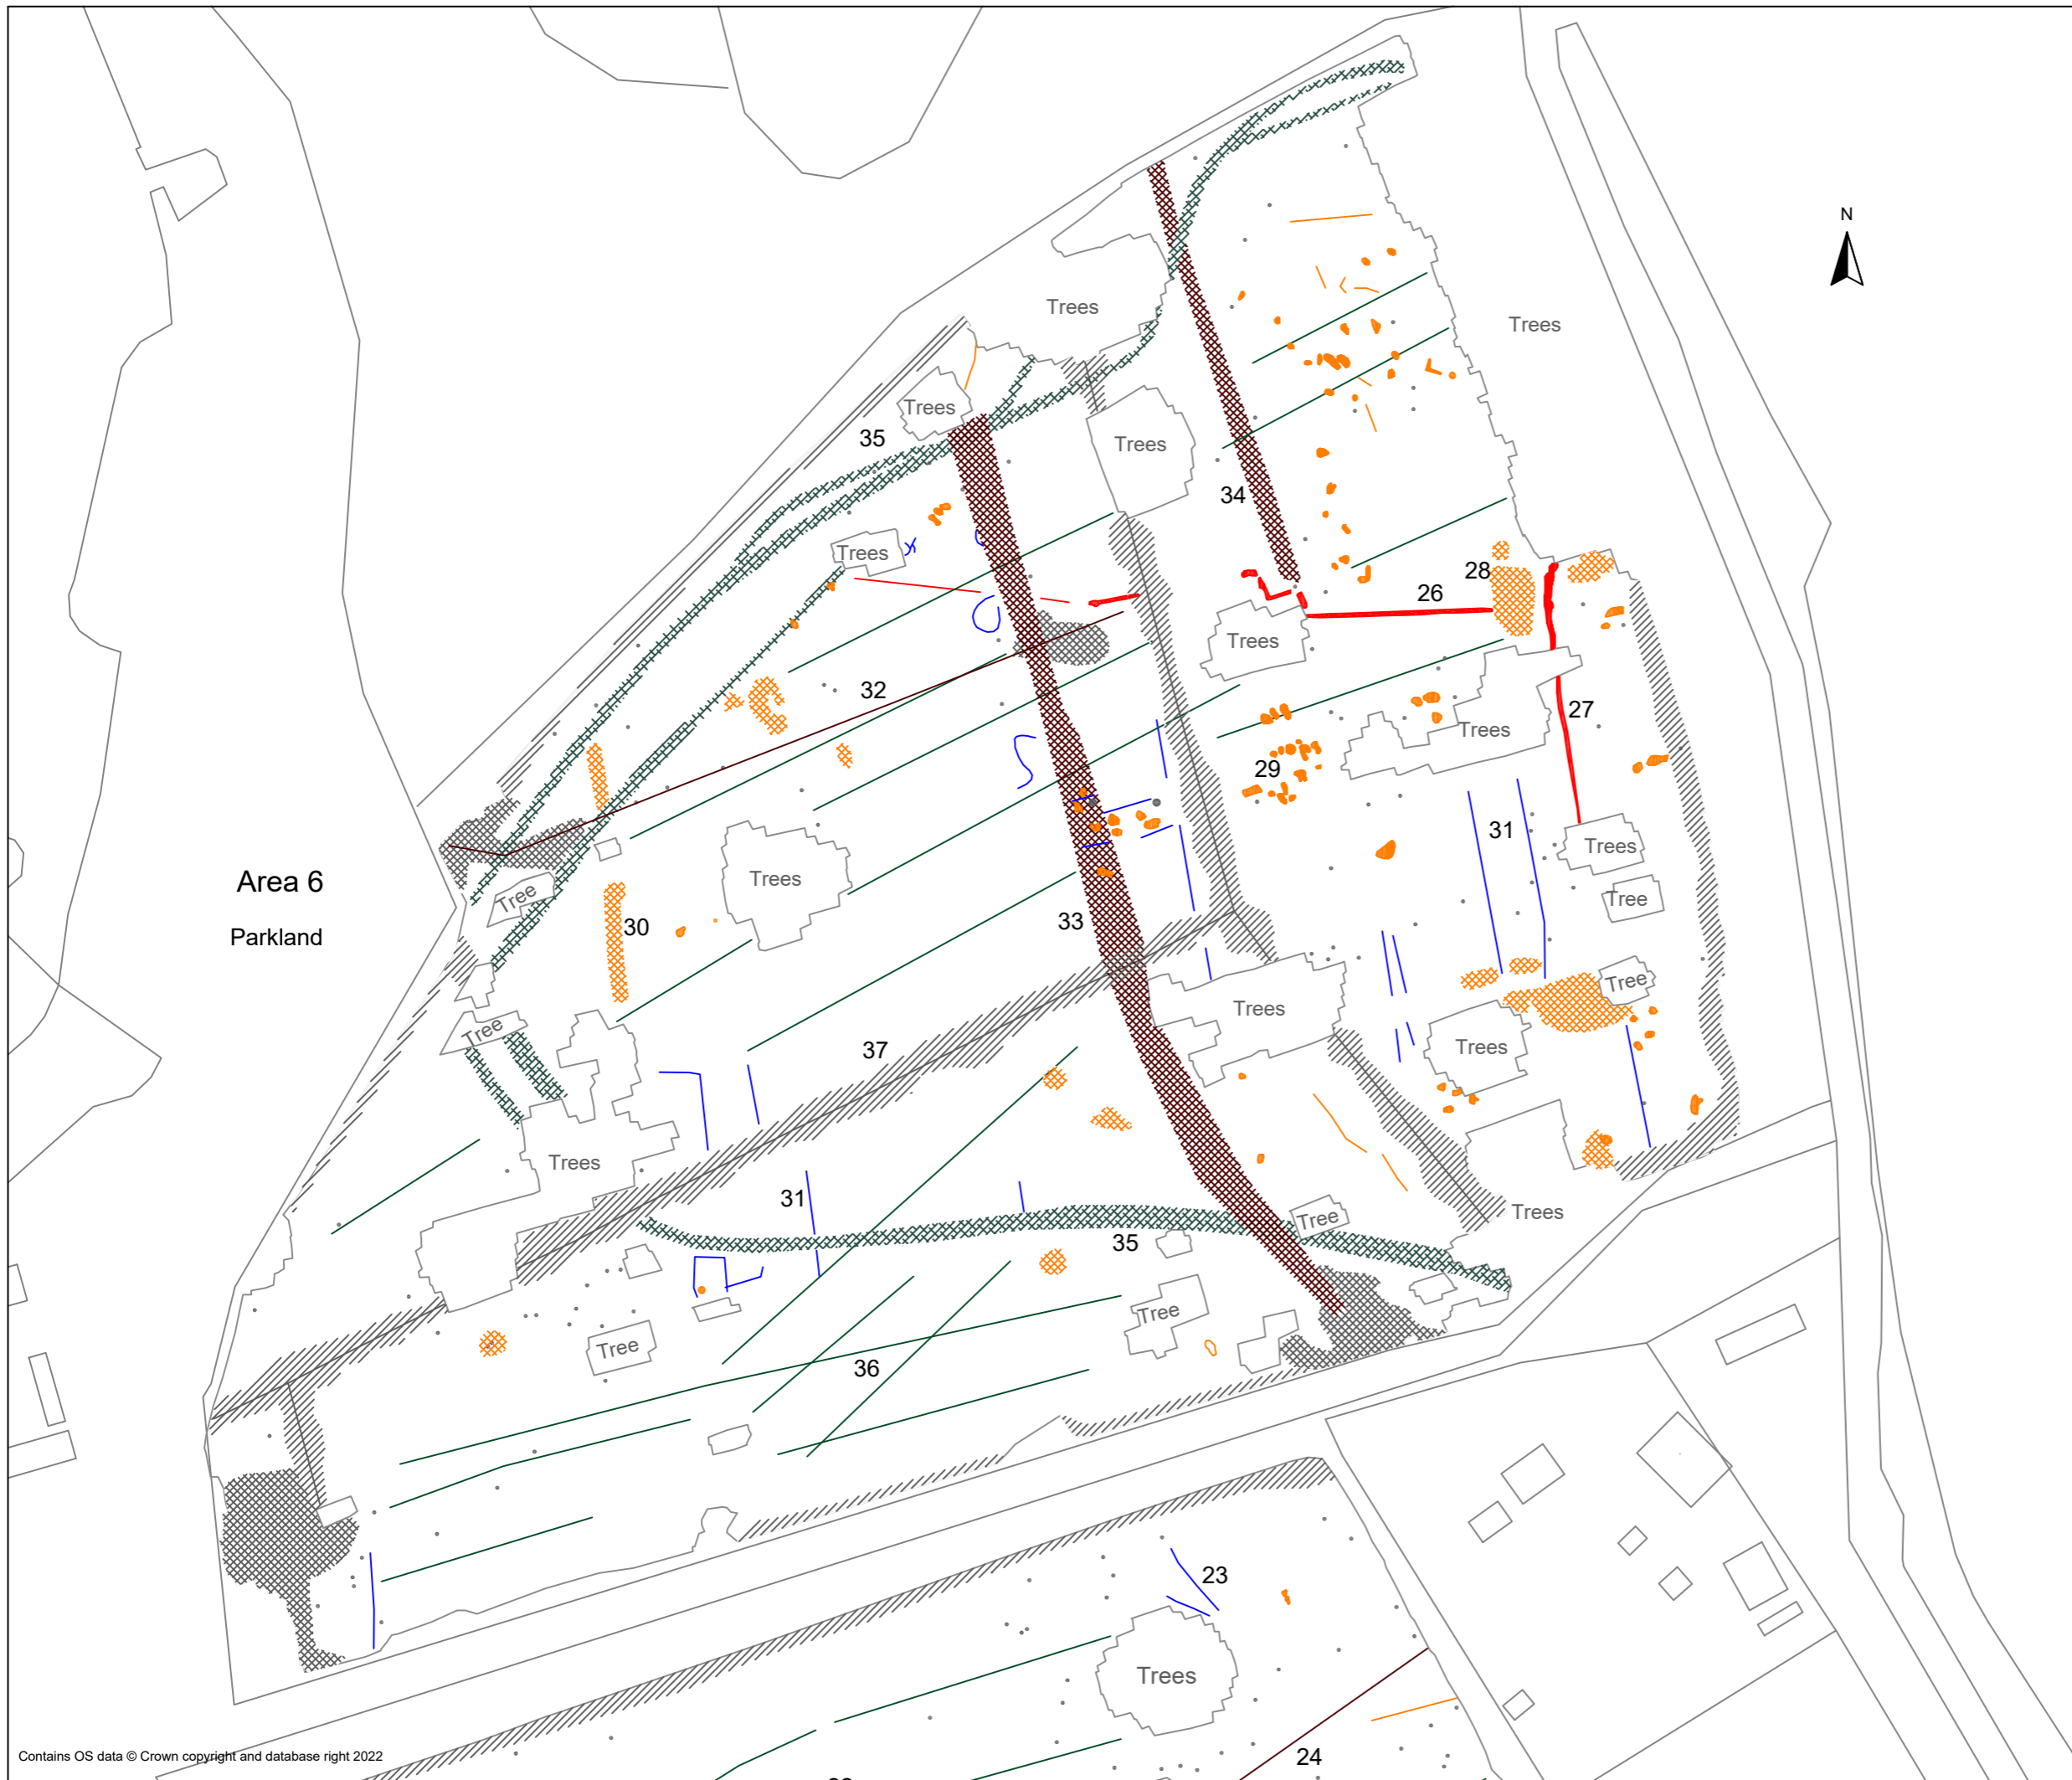 N
Trees
Trees
Trees
35
Trees
34
Trees
28
26
Trees
32
27
Trees
29
31
Trees
Area 6
Trees
Tree
Tree
33
30
Parkland
Tree
Trees
Tree
Trees
37
Trees
31
Trees
Tree
35
Tree
Tree
36
23
Trees
24
Contains OS data © Crown copyright and database right 2022